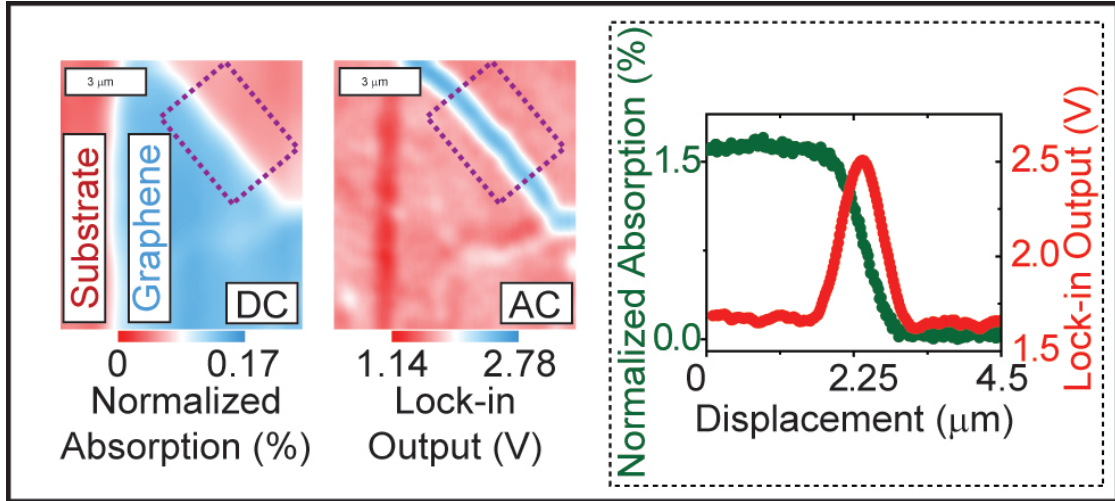 3 μm
Substrate
Graphene
DC
0 0.17
Normalized
Absorption (%)
3 μm
AC
1.14 2.78
Lock-in
Output (V)
Normalized Absorption (%)
1.5
0.0
0 2.25 4.5
Displacement (μm)
2.5
2.0
1.5
Lock-in Output (V)